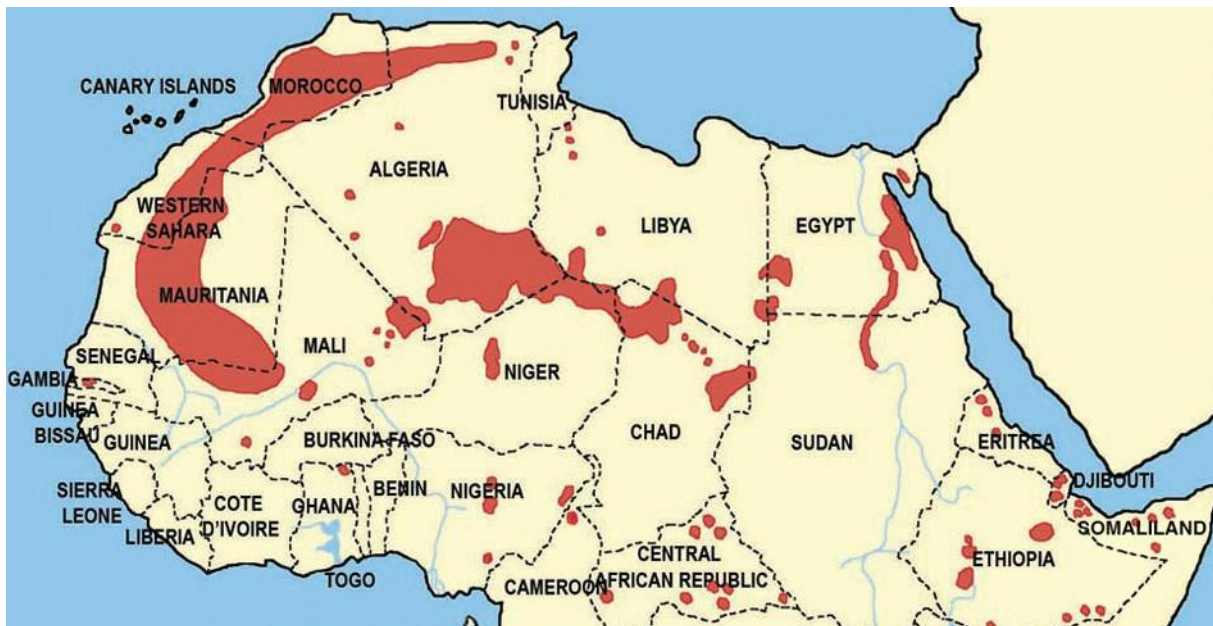 CANARY ISLANDS
MOROCCO
TUNISIA
ALGERIA
LIBYA
EGYPT
WESTERN
SAHARA
MAURITANIA
MALI
NIGER
CHAD
SUDAN
ERITREA
DJIBOUTI
SOMALILAND
ETHIOPIA
SENEGAL
GAMBIA
GUINEA
BISSAU
GUINEA
SIERRA
LEONE
LIBERIA
COTE
D'IVOIRE
BURKINA FASO
GHANA
TOGO
BENIN
NIGERIA
CAMEROON
CENTRAL
AFRICAN REPUBLIC